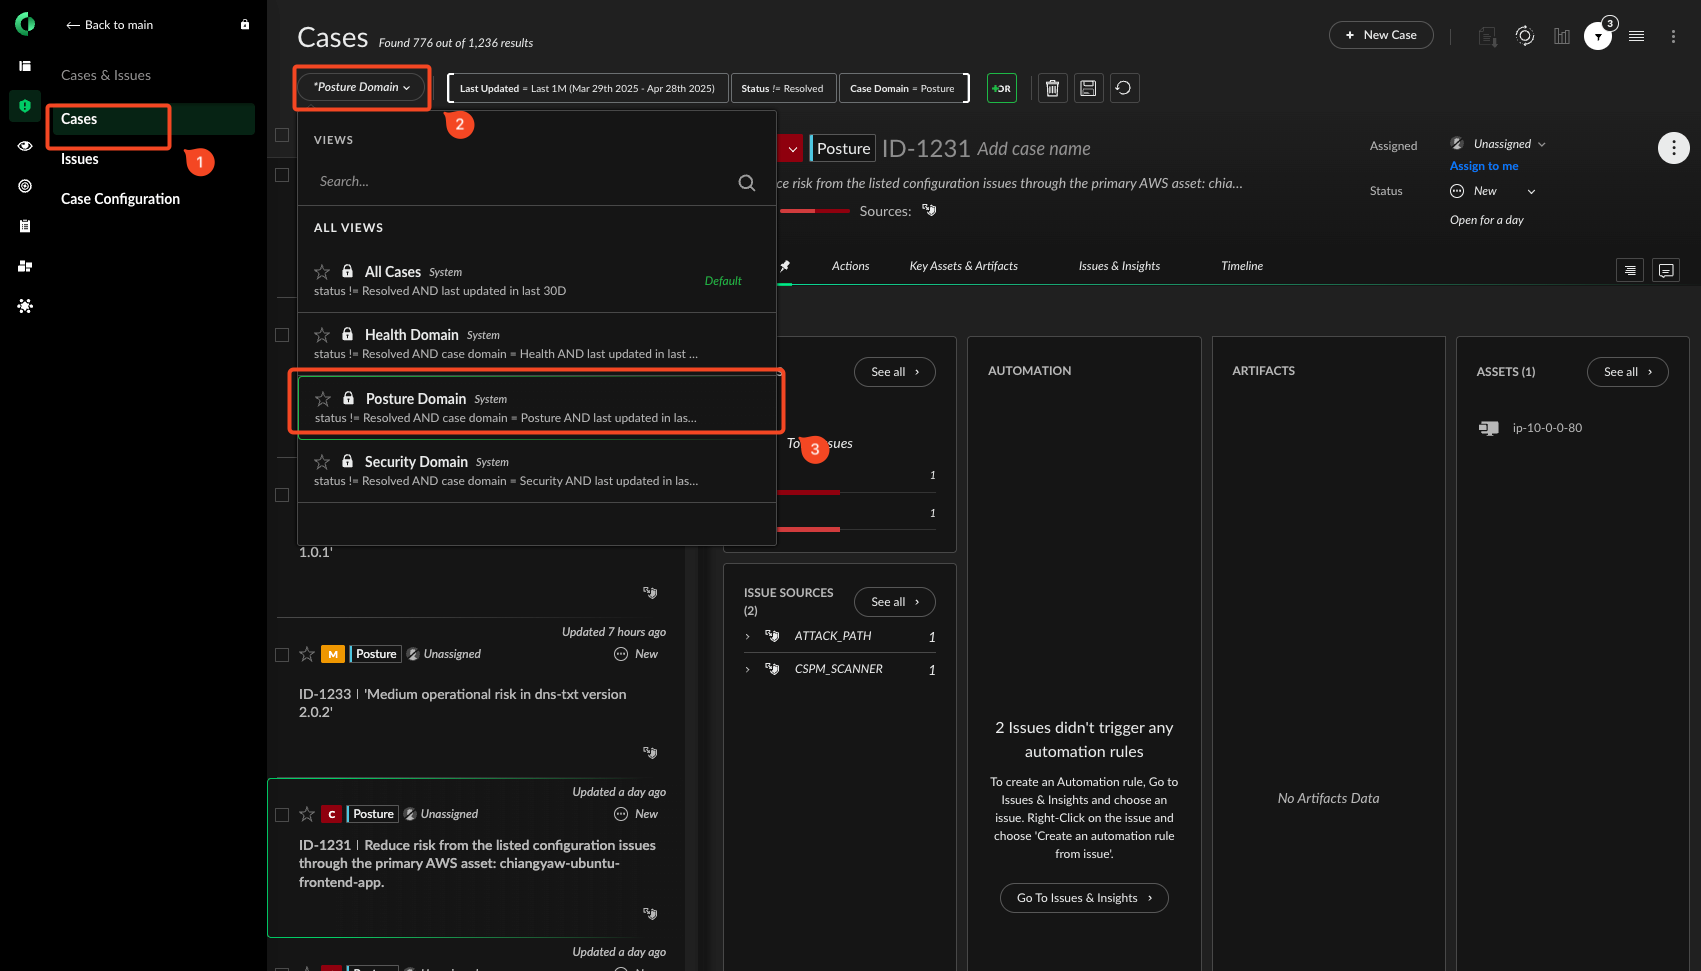 Back to main
Cases & Issues
Cases
Issues
Case Configuration
1
Cases Found 776 out of 1,236 results
+ New Case
3
*Posture Domain
2
Last Updated = Last 1M (Mar 29th 2025 - Apr 28th 2025)
Status != Resolved
Case Domain = Posture
+OR
VIEWS
Search...
ALL VIEWS
All Cases System
status != Resolved AND last updated in last 30D
Default
Health Domain System
status != Resolved AND case domain = Health AND last updated in last ...
Posture Domain System
status != Resolved AND case domain = Posture AND last updated in las...
3
Security Domain System
status != Resolved AND case domain = Security AND last updated in las...
1.0.1'
Updated 7 hours ago
M Posture Unassigned New
ID-1233 | 'Medium operational risk in dns-txt version
2.0.2'
Updated a day ago
C Posture Unassigned New
ID-1231 | Reduce risk from the listed configuration issues
through the primary AWS asset: chiangyaw-ubuntu-
frontend-app.
Updated a day ago
Posture ID-1231 Add case name
ce risk from the listed configuration issues through the primary AWS asset: chia...
Sources:
Assigned Unassigned
Assign to me
Status New
Open for a day
Actions
Key Assets & Artifacts
Issues & Insights
Timeline
See all
1
1
ISSUE SOURCES
(2)
See all
ATTACK_PATH 1
CSPM_SCANNER 1
AUTOMATION
2 Issues didn't trigger any
automation rules
To create an Automation rule, Go to
Issues & Insights and choose an
issue. Right-Click on the issue and
choose 'Create an automation rule
from issue'.
Go To Issues & Insights
ARTIFACTS
No Artifacts Data
ASSETS (1)
See all
ip-10-0-0-80